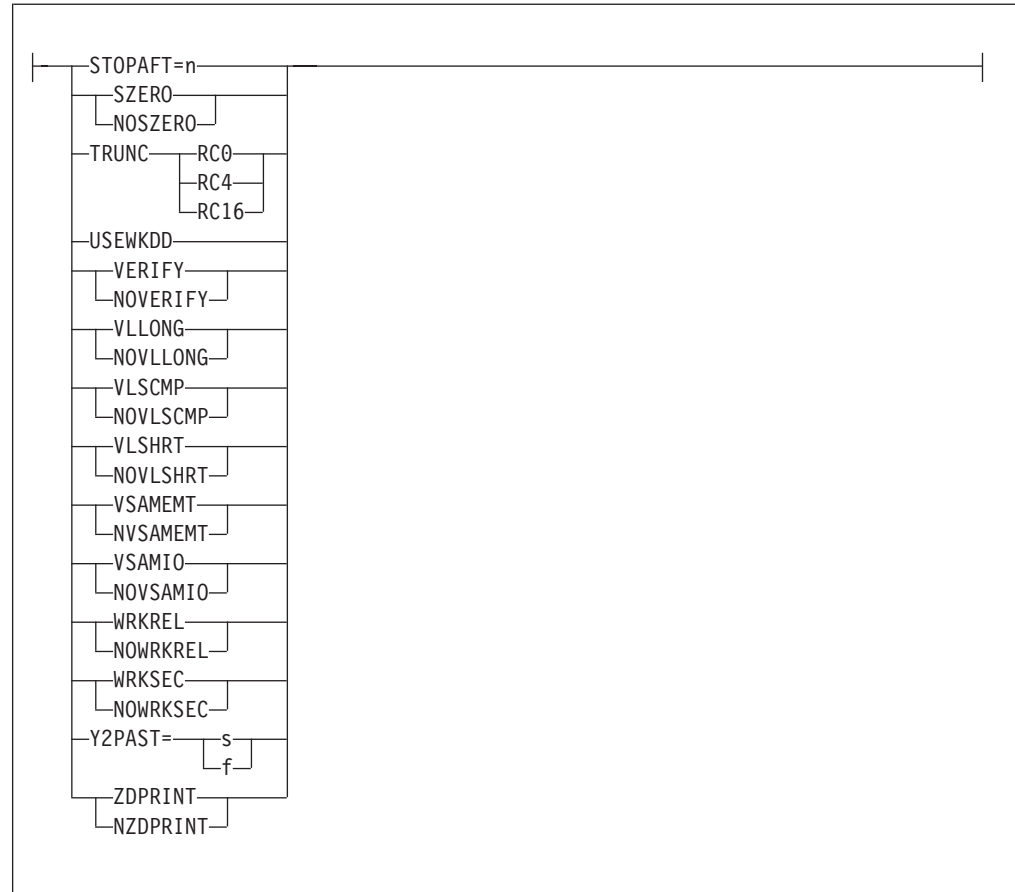 STOPAFT=n
SZERO
NOSZERO
TRUNC RC0
RC4
RC16
USEWKDD
VERIFY
NOVERIFY
VLLONG
NOVLLONG
VLSCMP
NOVLSCMP
VLSHRT
NOVLSHRT
VSAMEMT
NVSAMEMT
VSAMIO
NOVSAMIO
WRKREL
NOWRKREL
WRKSEC
NOWRKSEC
Y2PAST= s
f
ZDPRINT
NZDPRINT